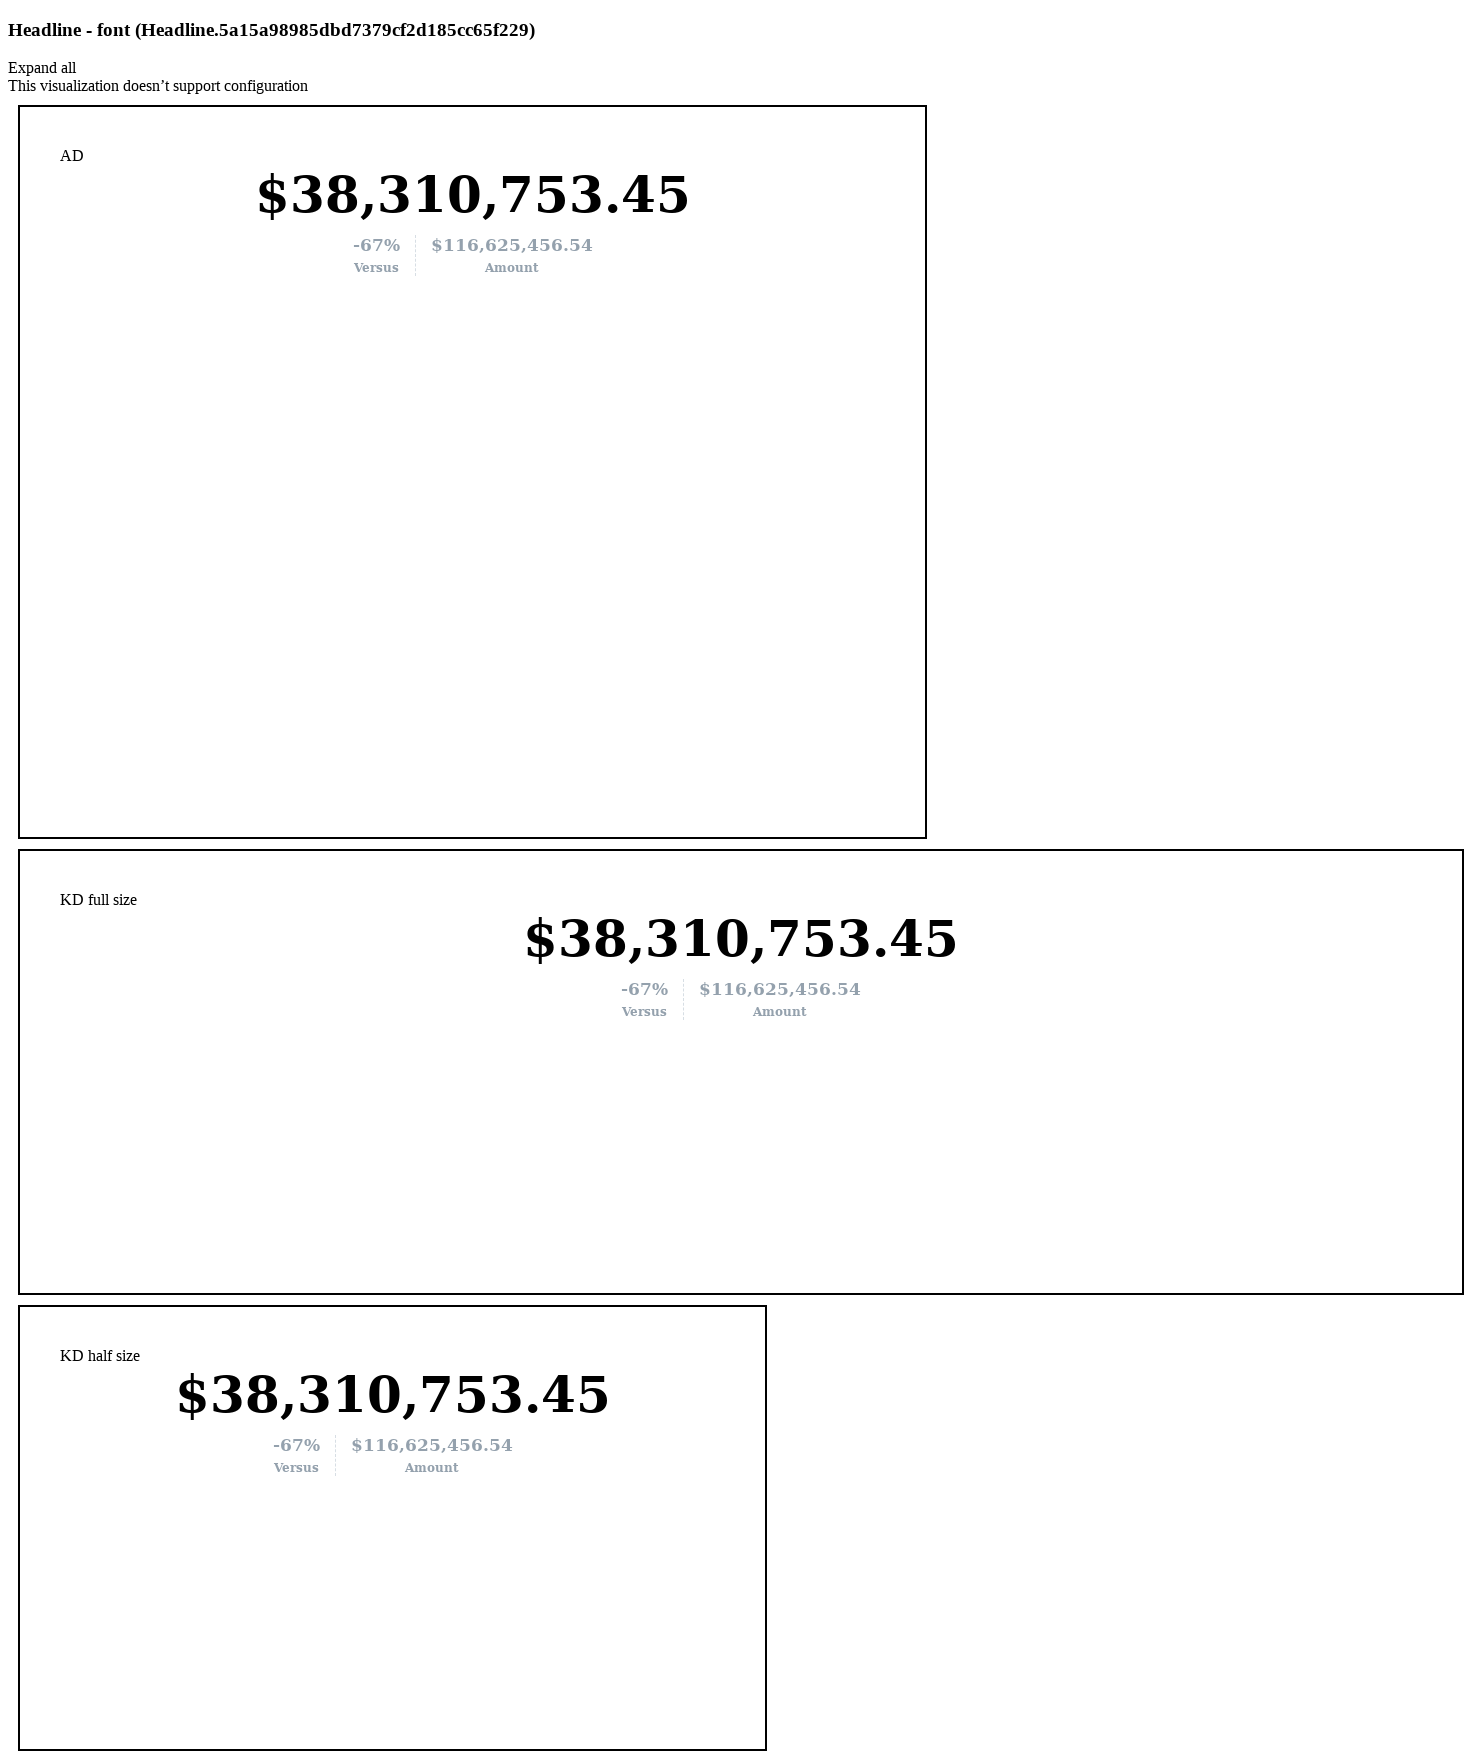 Headline - font (Headline.5a15a98985dbd7379cf2d185cc65f229)
Expand all
This visualization doesn’t support configuration
AD
$38,310,753.45
-67% $116,625,456.54
Versus Amount
KD full size
$38,310,753.45
-67% $116,625,456.54
Versus Amount
KD half size
$38,310,753.45
-67% $116,625,456.54
Versus Amount